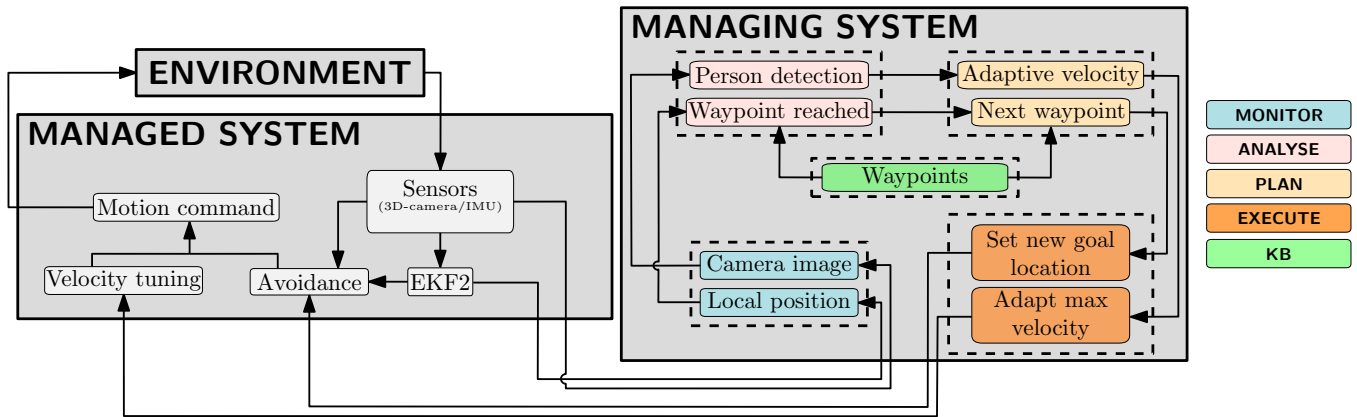 ENVIRONMENT
MANAGED SYSTEM
Sensors
(3D-camera/IMU)
Motion command
Velocity tuning
Avoidance
EKF2
MANAGING SYSTEM
Person detection
Waypoint reached
Adaptive velocity
Next waypoint
Waypoints
Camera image
Local position
Set new goal
location
Adapt max
velocity
MONITOR
ANALYSE
PLAN
EXECUTE
KB